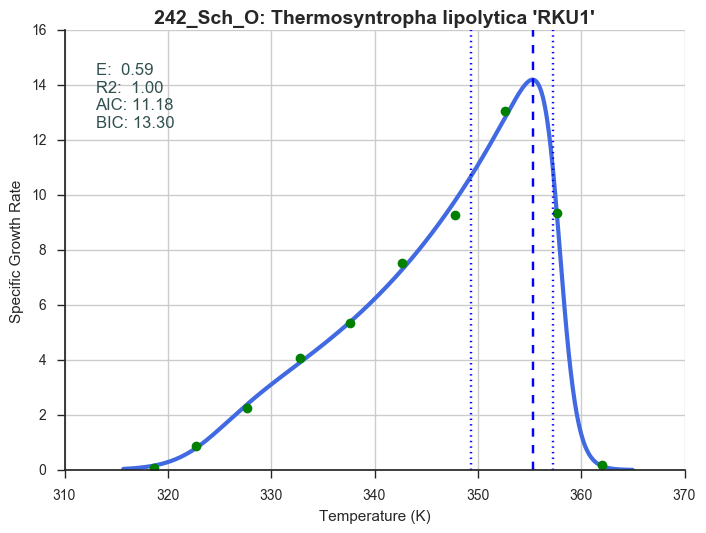 242_Sch_O: Thermosyntropha lipolytica 'RKU1'
E:  0.59
R2:  1.00
AIC: 11.18
BIC: 13.30
16
14
12
10
8
6
4
2
0
Specific Growth Rate
310 320 330 340 350 360 370
Temperature (K)